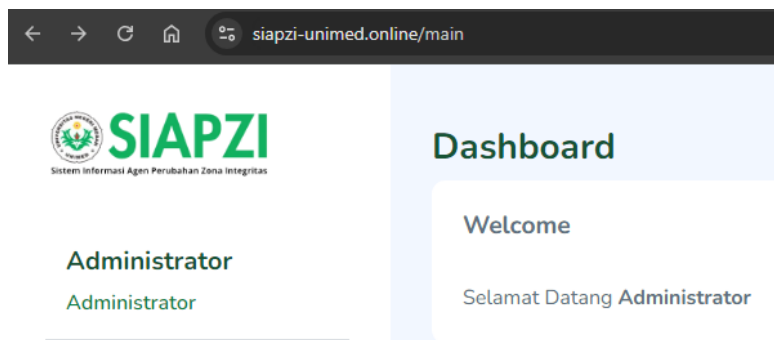 siapzi-unimed.online/main
SIAPZI
Sistem Informasi Agen Perubahan Zona Integritas
Administrator
Administrator
Dashboard
Welcome
Selamat Datang Administrator